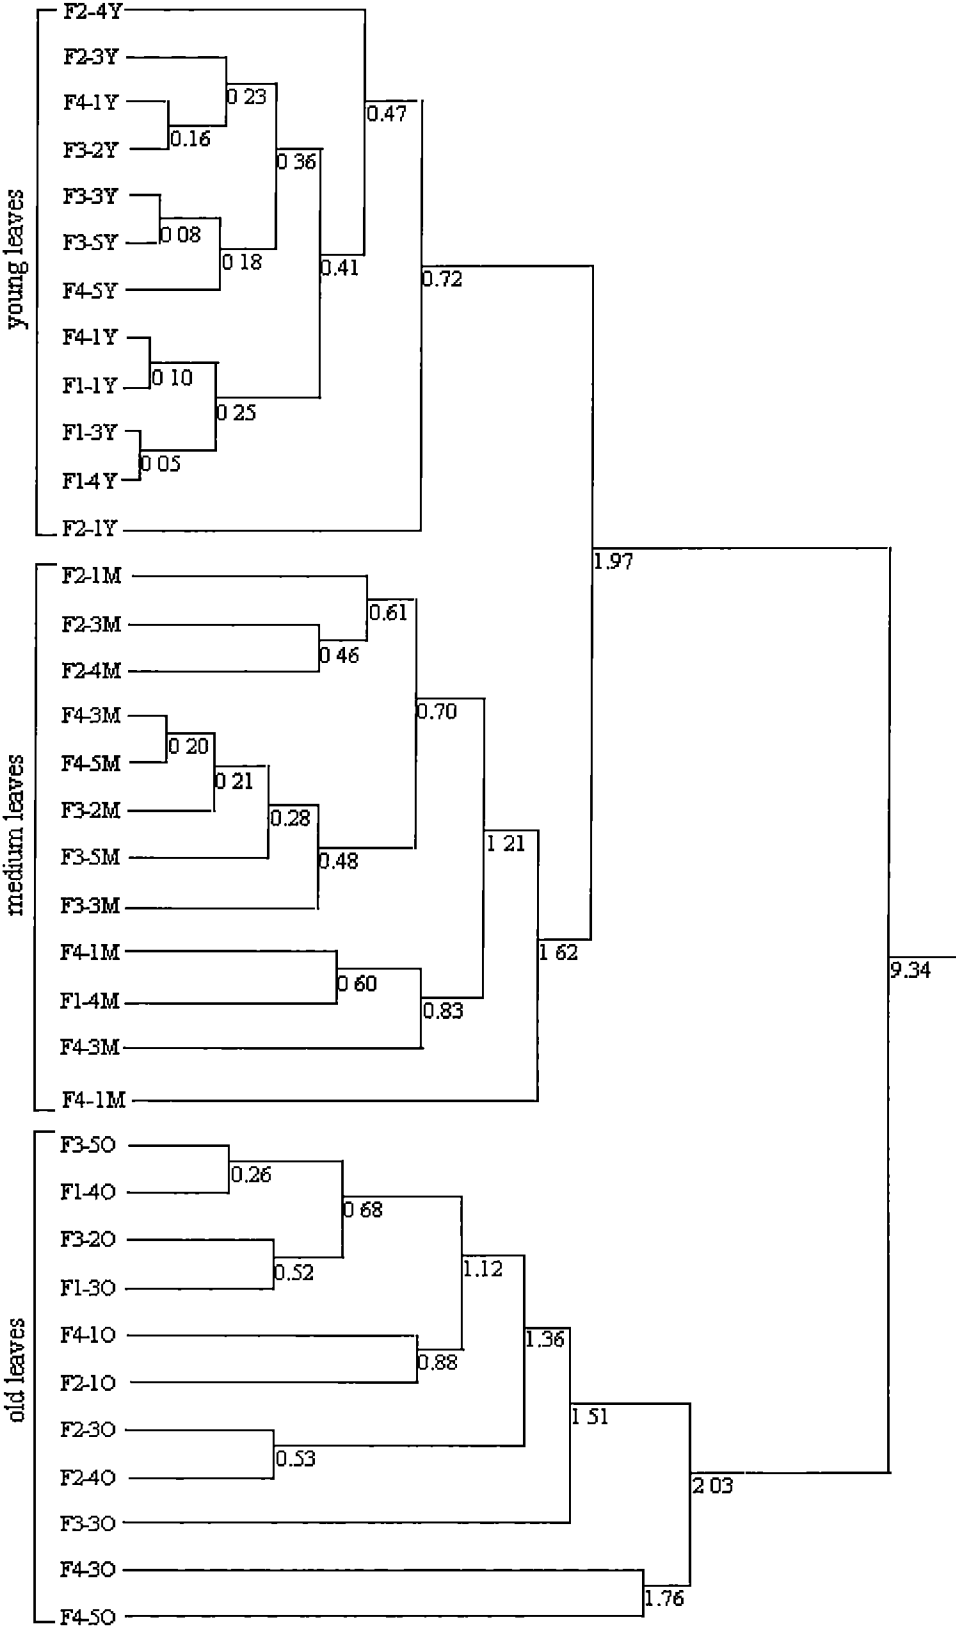 young leaves
F2-4Y
F2-3Y
0 23
F4-1Y
0.47
0.16
F3-2Y
0 36
F3-3Y
0 08
F3-5Y
0 18
0.41
0.72
F4-5Y
F4-1Y
0 10
F1-1Y
0 25
F1-3Y
0 05
F1-4Y
F2-1Y
1.97
medium leaves
F2-1M
0.61
F2-3M
0 46
F2-4M
0.70
F4-3M
0 20
F4-5M
0 21
F3-2M
0.28
1 21
F3-5M
0.48
F3-3M
F4-1M
1 62
9.34
0 60
F1-4M
0.83
F4-3M
F4-1M
old leaves
F3-5O
0.26
F1-4O
0 68
F3-2O
0.52
1.12
F1-3O
F4-1O
1.36
0.88
F2-1O
1 51
F2-3O
0.53
F2-4O
2 03
F3-3O
F4-3O
1.76
F4-5O